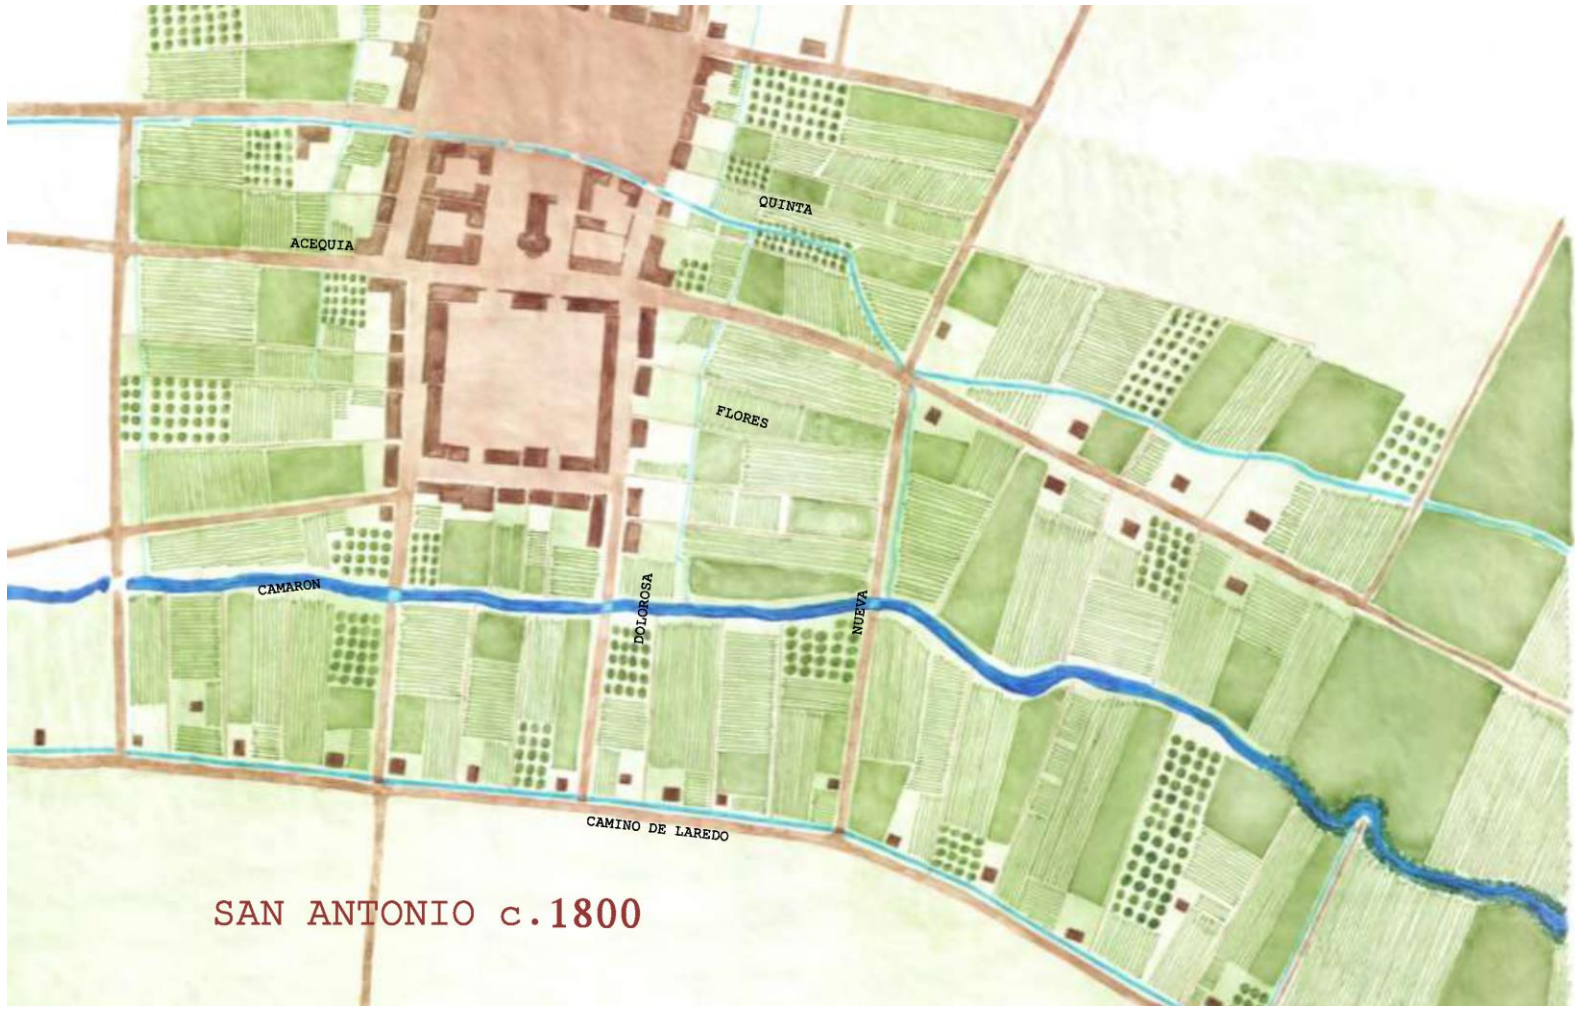 QUINTA
ACEQUIA
FLORES
CAMARON
DOLOROSA
NUEVA
CAMINO DE LAREDO
SAN ANTONIO c.1800